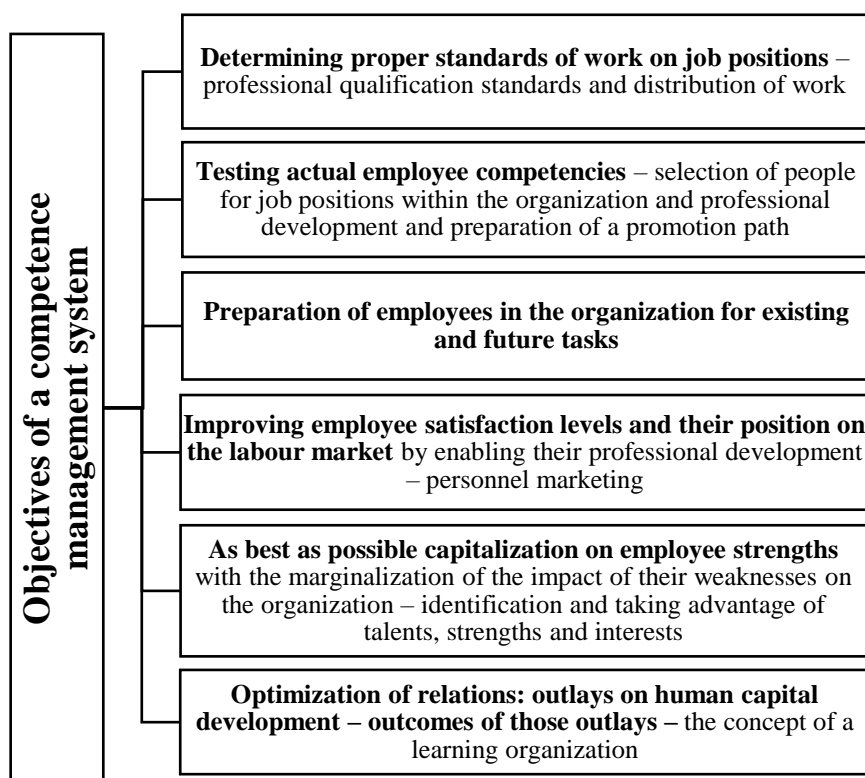 Objectives of a competence
management system
Determining proper standards of work on job positions –
professional qualification standards and distribution of work
Testing actual employee competencies – selection of people
for job positions within the organization and professional
development and preparation of a promotion path
Preparation of employees in the organization for existing
and future tasks
Improving employee satisfaction levels and their position on
the labour market by enabling their professional development
– personnel marketing
As best as possible capitalization on employee strengths
with the marginalization of the impact of their weaknesses on
the organization – identification and taking advantage of
talents, strengths and interests
Optimization of relations: outlays on human capital
development – outcomes of those outlays – the concept of a
learning organization